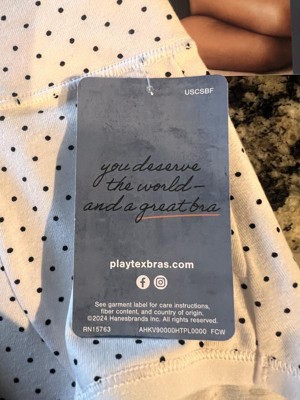 USCSBF
you deserve
the world—
and a great bra
playtexbras.com
See garment label for care instructions,
fiber content, and country of origin.
©2024 Hanesbrands Inc. All rights reserved.
RN15763 AHKV90000HTPL0000 FCW